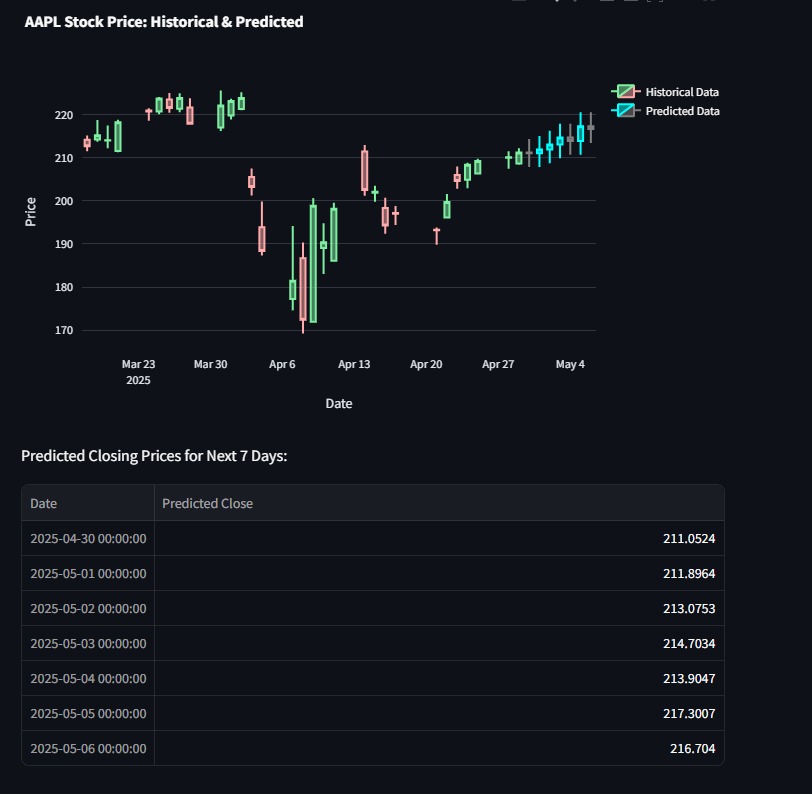 AAPL Stock Price: Historical & Predicted
Historical Data
Predicted Data
220
210
200
190
180
170
Price
Mar 23 Mar 30 Apr 6 Apr 13 Apr 20 Apr 27 May 4
2025
Date
Predicted Closing Prices for Next 7 Days:
Date Predicted Close
2025-04-30 00:00:00 211.0524
2025-05-01 00:00:00 211.8964
2025-05-02 00:00:00 213.0753
2025-05-03 00:00:00 214.7034
2025-05-04 00:00:00 213.9047
2025-05-05 00:00:00 217.3007
2025-05-06 00:00:00 216.704